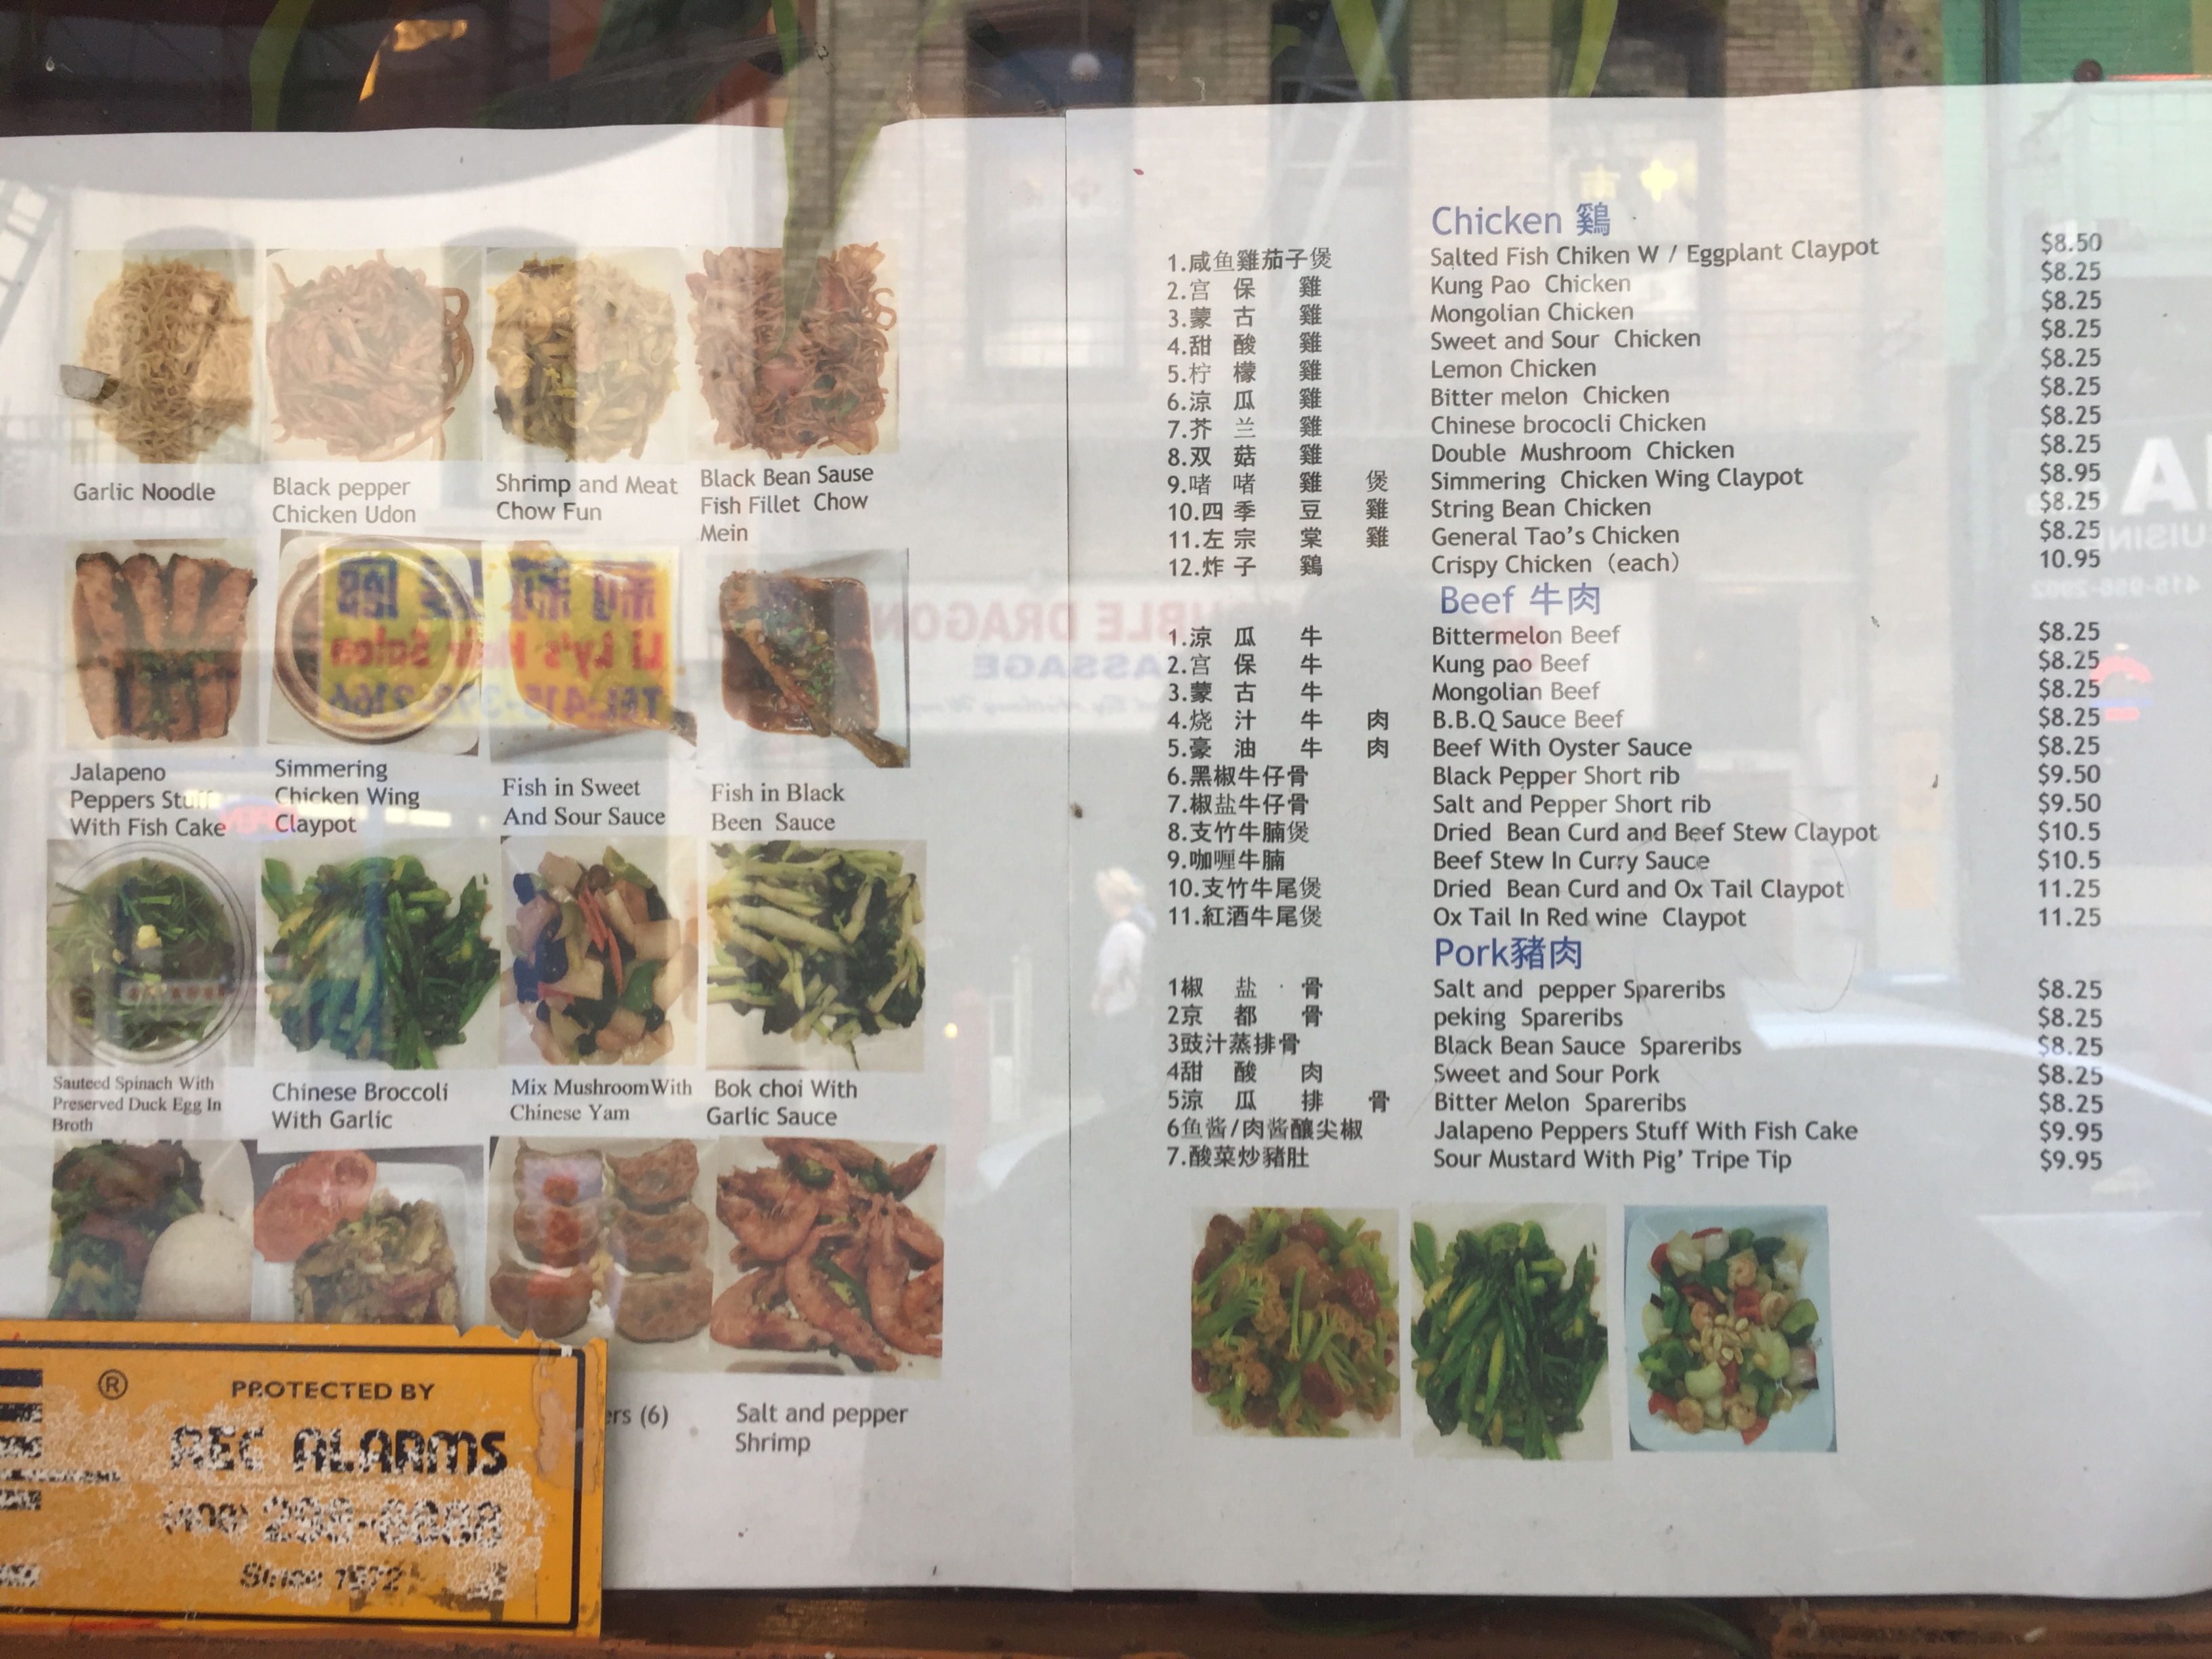 Garlic Noodle
Black pepper
Chicken Udon
Shrimp and Meat
Chow Fun
Black Bean Sause
Fish Fillet Chow
Mein
Jalapeno
Peppers Stuff
With Fish Cake
Simmering
Chicken Wing
Claypot
Fish in Sweet
And Sour Sauce
Fish in Black
Been Sauce
Sauteed Spinach With
Preserved Duck Egg In
Broth
Chinese Broccoli
With Garlic
Mix Mushroom With
Chinese Yam
Bok choi With
Garlic Sauce
(6)
Salt and pepper
Shrimp
®
PROTECTED BY
AEC ALARMS
Since 1972
Li Ly's Hair Salon
DRAGON
Chicken 鷄
1.咸鱼雞茄子煲 Salted Fish Chiken W / Eggplant Claypot $8.50
2.宫 保 雞 Kung Pao Chicken $8.25
3.蒙 古 雞 Mongolian Chicken $8.25
4.甜 酸 雞 Sweet and Sour Chicken $8.25
5.柠 檬 雞 Lemon Chicken $8.25
6.涼 瓜 雞 Bitter melon Chicken $8.25
7.芥 兰 雞 Chinese brococli Chicken $8.25
8.双 菇 雞 Double Mushroom Chicken $8.25
9.啫 啫 雞 煲 Simmering Chicken Wing Claypot $8.95
10.四 季 豆 雞 String Bean Chicken $8.25
11.左 宗 棠 雞 General Tao's Chicken $8.25
12.炸 子 鷄 Crispy Chicken (each) 10.95
Beef 牛肉
1.涼 瓜 牛 Bittermelon Beef $8.25
2.宫 保 牛 Kung pao Beef $8.25
3.蒙 古 牛 Mongolian Beef $8.25
4.烧 汁 牛 肉 B.B.Q Sauce Beef $8.25
5.豪 油 牛 肉 Beef With Oyster Sauce $8.25
6.黑椒牛仔骨 Black Pepper Short rib $9.50
7.椒盐牛仔骨 Salt and Pepper Short rib $9.50
8.支竹牛腩煲 Dried Bean Curd and Beef Stew Claypot $10.5
9.咖喱牛腩 Beef Stew In Curry Sauce $10.5
10.支竹牛尾煲 Dried Bean Curd and Ox Tail Claypot 11.25
11.紅酒牛尾煲 Ox Tail In Red wine Claypot 11.25
Pork豬肉
1椒 盐 骨 Salt and pepper Spareribs $8.25
2京 都 骨 peking Spareribs $8.25
3豉汁蒸排骨 Black Bean Sauce Spareribs $8.25
4甜 酸 肉 Sweet and Sour Pork $8.25
5涼 瓜 排 骨 Bitter Melon Spareribs $8.25
6鱼酱/肉酱釀尖椒 Jalapeno Peppers Stuff With Fish Cake $9.95
7.酸菜炒豬肚 Sour Mustard With Pig' Tripe Tip $9.95